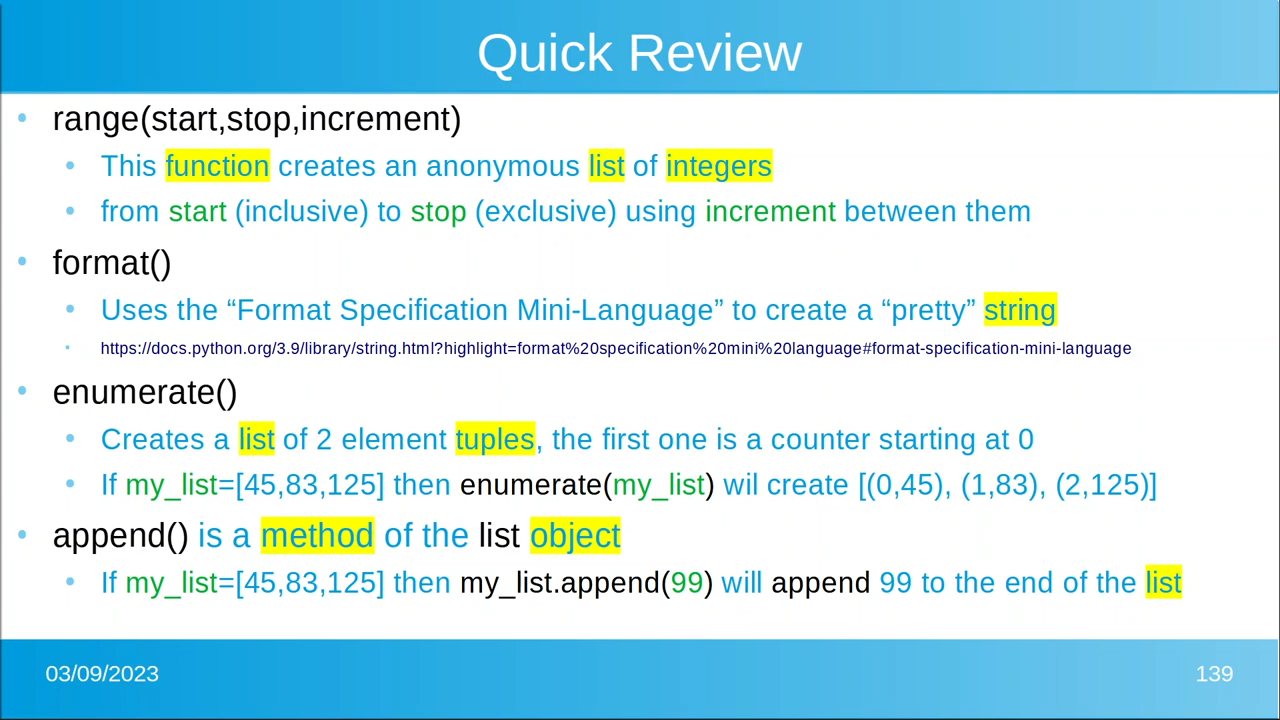 Quick Review
• range(start,stop,increment)
• This function creates an anonymous list of integers
• from start (inclusive) to stop (exclusive) using increment between them
• format()
• Uses the “Format Specification Mini-Language” to create a “pretty” string
• https://docs.python.org/3.9/library/string.html?highlight=format%20specification%20mini%20language#format-specification-mini-language
• enumerate()
• Creates a list of 2 element tuples, the first one is a counter starting at 0
• If my_list=[45,83,125] then enumerate(my_list) wil create [(0,45), (1,83), (2,125)]
• append() is a method of the list object
• If my_list=[45,83,125] then my_list.append(99) will append 99 to the end of the list
03/09/2023
139